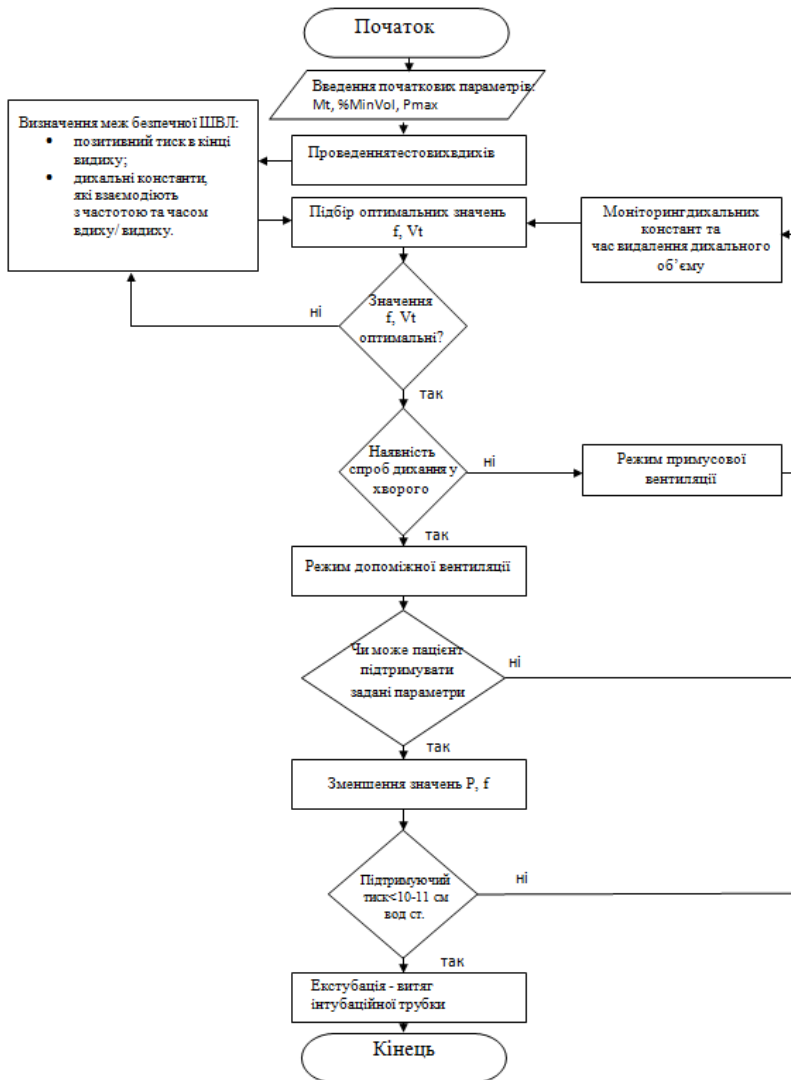 Початок
Введення початкових параметрів:
Mt, %MinVol, Pmax
Визначення меж безпечної ШВЛ:
• позитивний тиск в кінці
видиху;
• дихальні константи,
які взаємодіють
з частотою та часом
вдиху/ видиху.
Проведеннятестовихвдихів
Підбір оптимальних значень
f, Vt
Моніторингдихальних
констант та
час видалення дихального
об’єму
Значення
f, Vt
оптимальні?
ні
так
Наявність
спроб дихання у
хворого
ні
Режим примусової
вентиляції
так
Режим допоміжної вентиляції
Чи може пацієнт
підтримувати
задані параметри
ні
так
Зменшення значень P, f
Підтримуючий
тиск<10-11 см
вод ст.
ні
так
Екстубація - витяг
інтубаційної трубки
Кінець